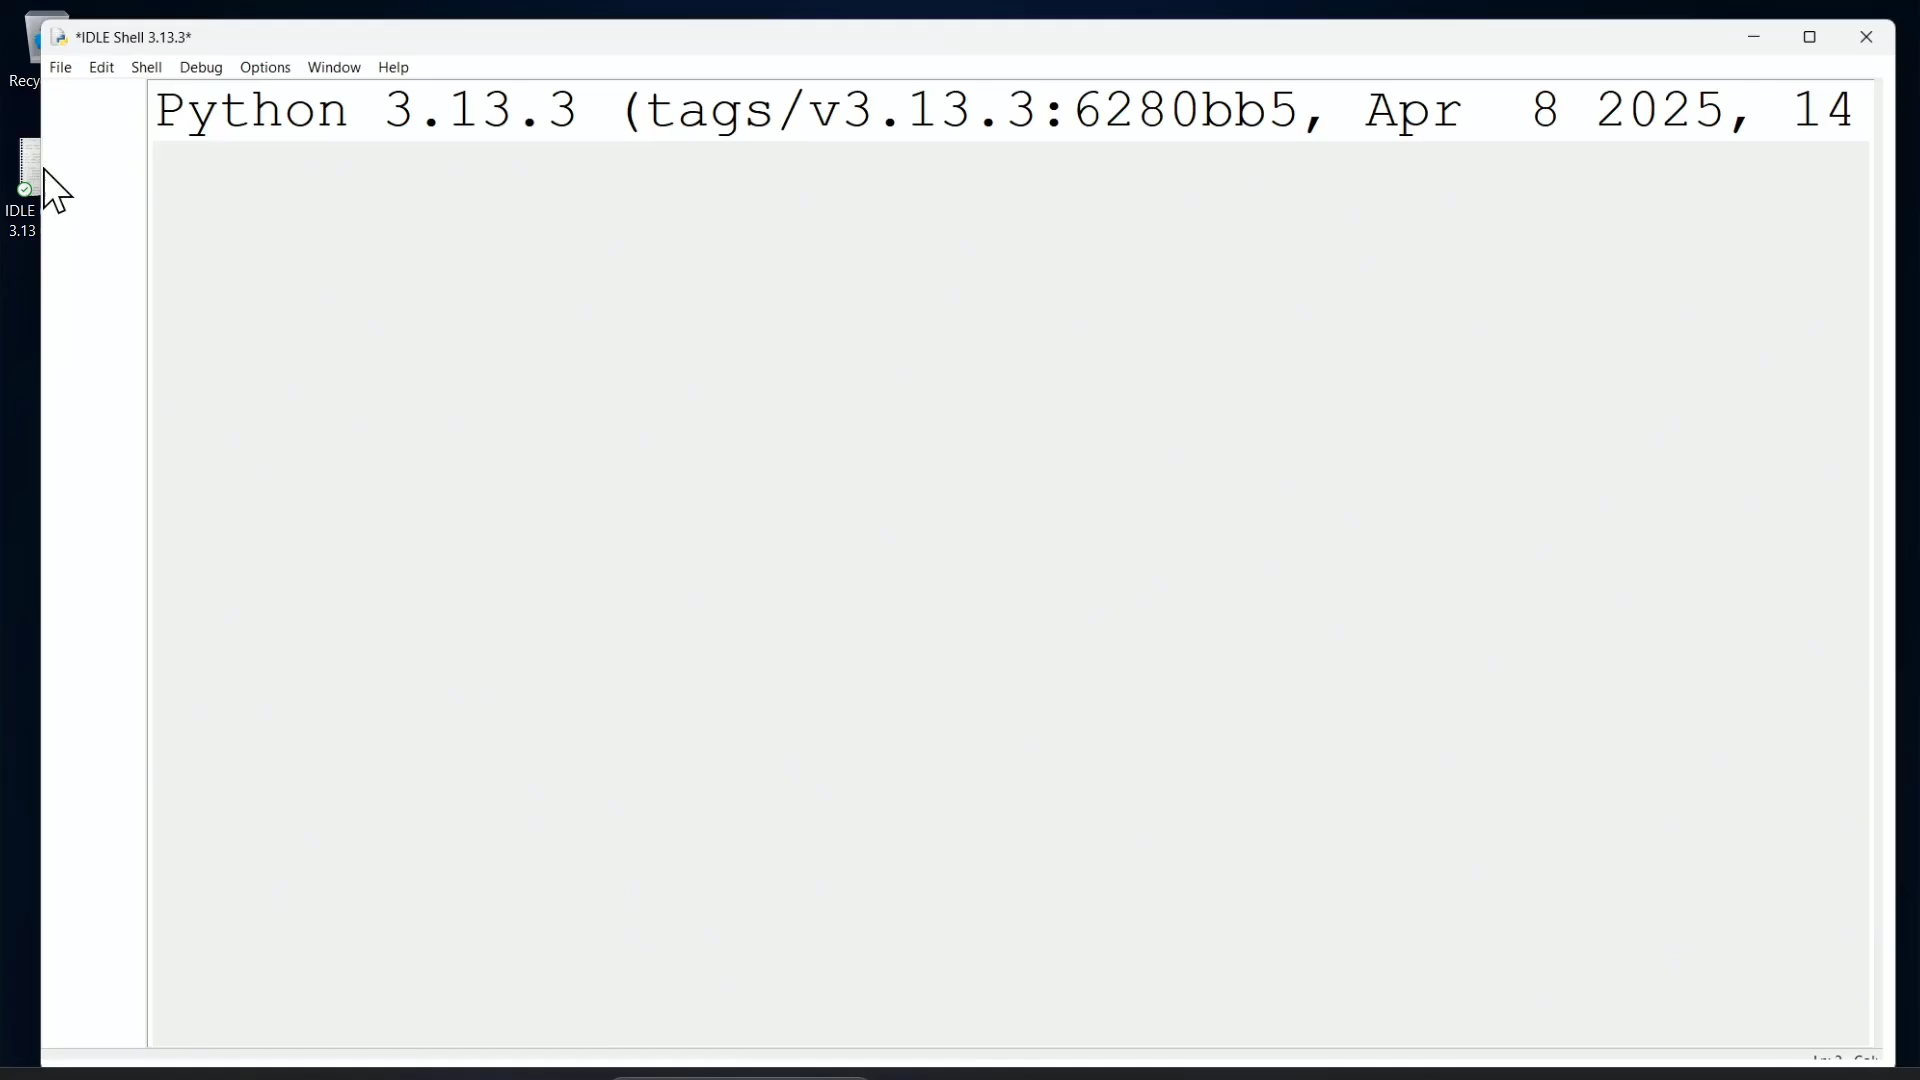 *IDLE Shell 3.13.3*
File Edit Shell Debug Options Window Help
Recy
Python 3.13.3 (tags/v3.13.3:6280bb5, Apr  8 2025, 14
IDLE
3.13